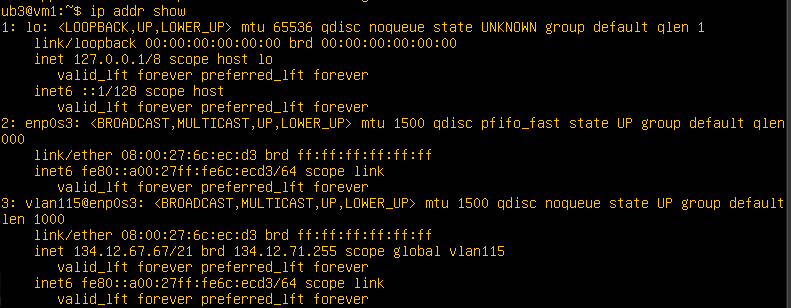 ub3@vm1:~$ ip addr show
1: lo: <LOOPBACK,UP,LOWER_UP> mtu 65536 qdisc noqueue state UNKNOWN group default qlen 1
    link/loopback 00:00:00:00:00:00 brd 00:00:00:00:00:00
    inet 127.0.0.1/8 scope host lo
       valid_lft forever preferred_lft forever
    inet6 ::1/128 scope host
       valid_lft forever preferred_lft forever
2: enp0s3: <BROADCAST,MULTICAST,UP,LOWER_UP> mtu 1500 qdisc pfifo_fast state UP group default qlen
000
    link/ether 08:00:27:6c:ec:d3 brd ff:ff:ff:ff:ff:ff
    inet6 fe80::a00:27ff:fe6c:ecd3/64 scope link
       valid_lft forever preferred_lft forever
3: vlan115@enp0s3: <BROADCAST,MULTICAST,UP,LOWER_UP> mtu 1500 qdisc noqueue state UP group default
len 1000
    link/ether 08:00:27:6c:ec:d3 brd ff:ff:ff:ff:ff:ff
    inet 134.12.67.67/21 brd 134.12.71.255 scope global vlan115
       valid_lft forever preferred_lft forever
    inet6 fe80::a00:27ff:fe6c:ecd3/64 scope link
       valid_lft forever preferred_lft forever